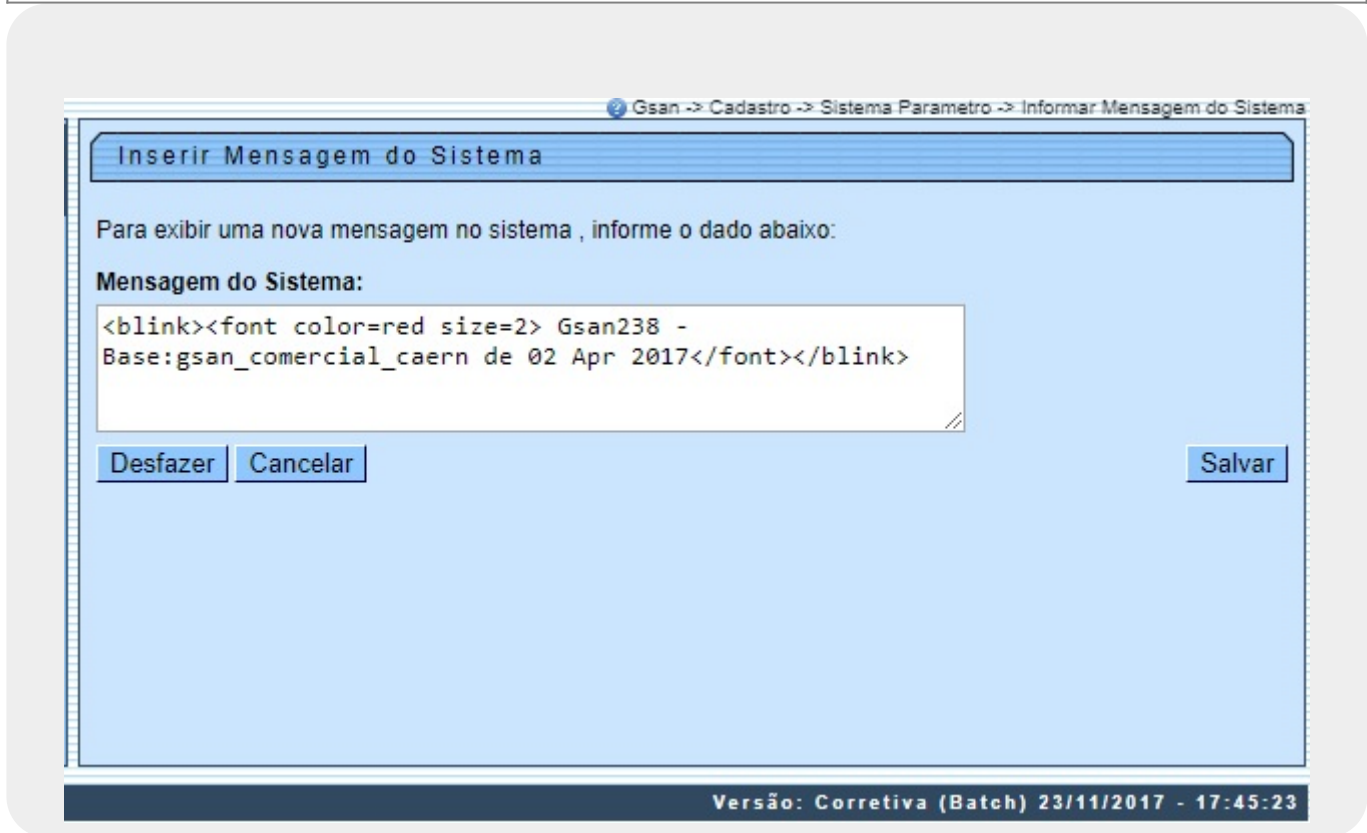 Gsan -> Cadastro -> Sistema Parametro -> Informar Mensagem do Sistema
Inserir Mensagem do Sistema
Para exibir uma nova mensagem no sistema , informe o dado abaixo:
Mensagem do Sistema:
<blink><font color=red size=2> Gsan238 -
Base:gsan_comercial_caern de 02 Apr 2017</font></blink>
Desfazer Cancelar Salvar
Versão: Corretiva (Batch) 23/11/2017 - 17:45:23